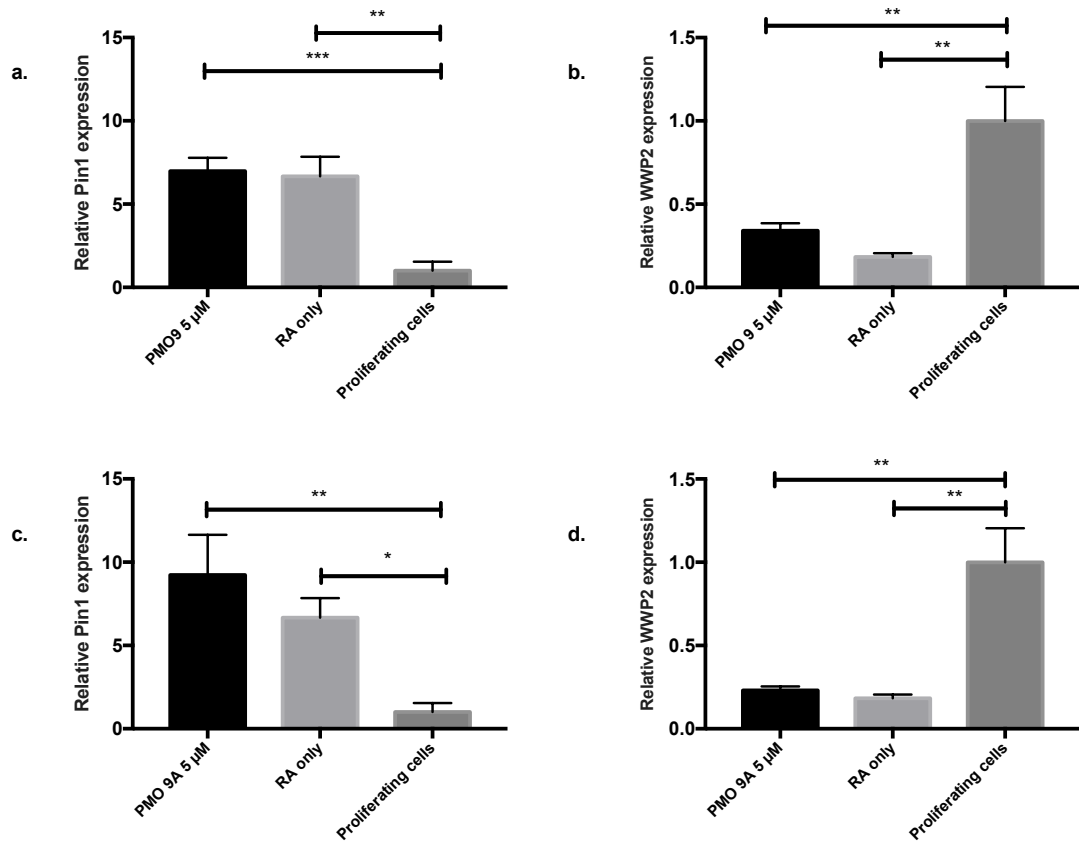 a.
Relative Pin1 expression
15
10
5
0
**
***
PMO9 5 µM
RA only
Proliferating cells
b.
Relative WWP2 expression
1.5
1.0
0.5
0.0
**
**
PMO 9 5 µM
RA only
Proliferating cells
c.
Relative Pin1 expression
15
10
5
0
**
*
PMO 9A 5 µM
RA only
Proliferating cells
d.
Relative WWP2 expression
1.5
1.0
0.5
0.0
**
**
PMO 9A 5 µM
RA only
Proliferating cells